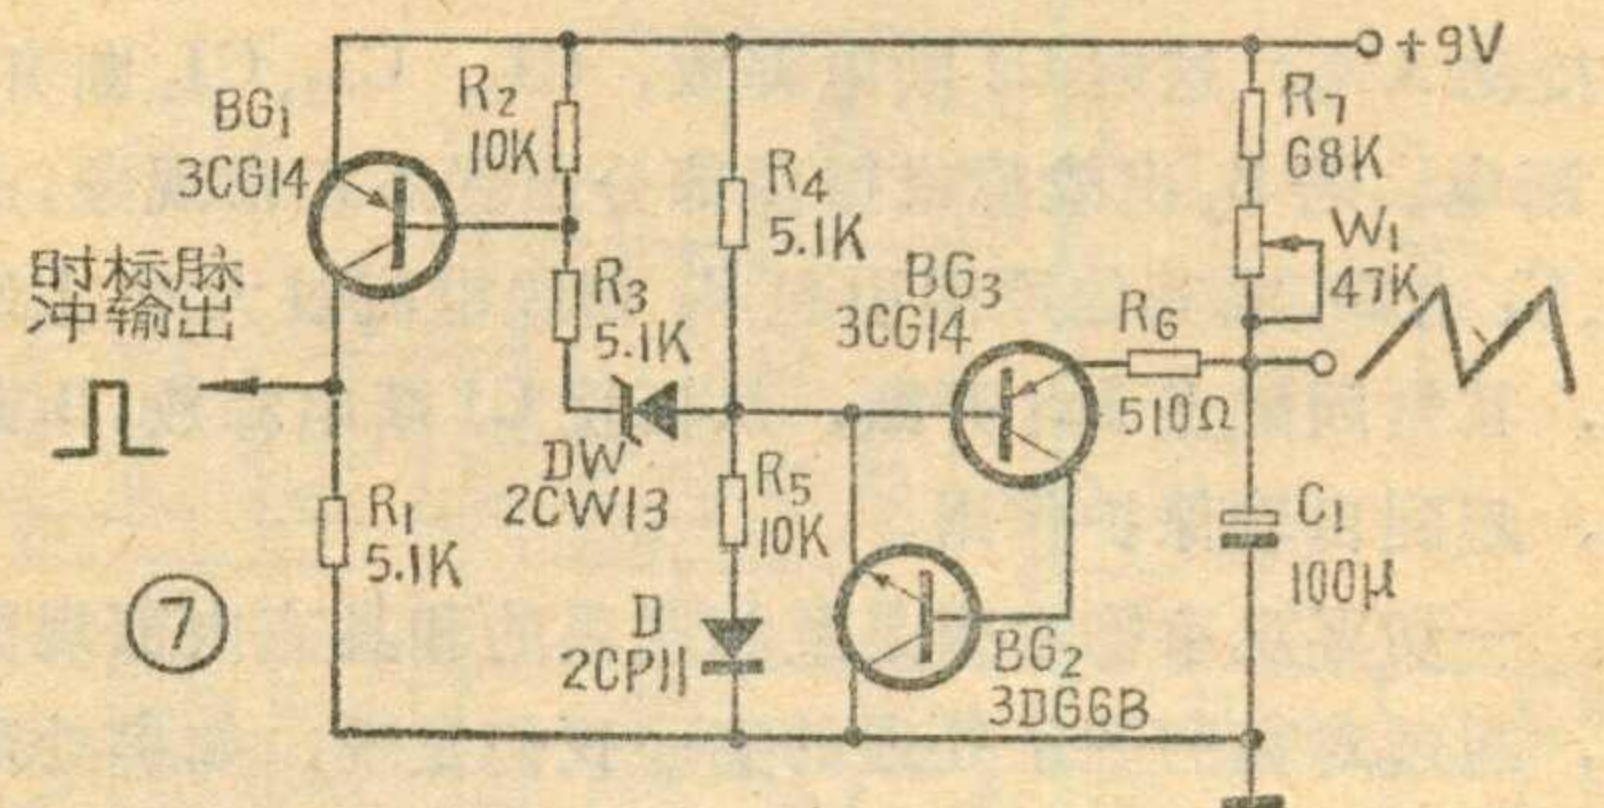 +9V
BG1
3CG14
R2
10K
R7
68K
R4
5.1K
W1
47K
时标脉
冲输出
R3
5.1K
BG3
3CG14
R6
510Ω
DW
2CW13
R5
10K
R1
5.1K
C1
100μ
⑦
D
2CP11
BG2
3DG6B